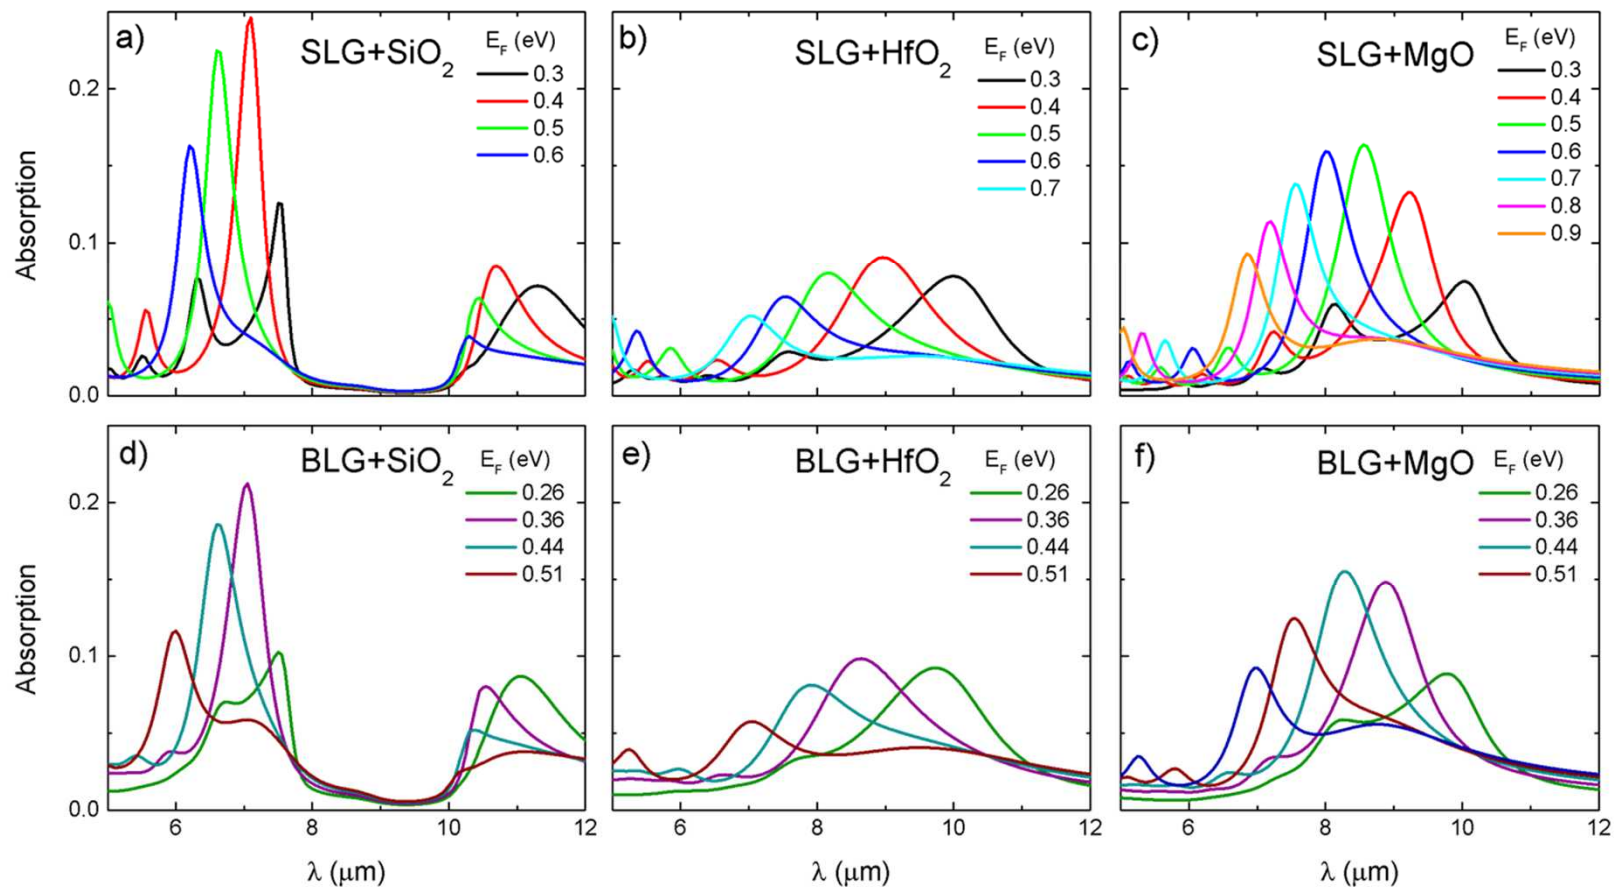 a) SLG+SiO2 EF (eV)
0.3
0.4
0.5
0.6
b) SLG+HfO2 EF (eV)
0.3
0.4
0.5
0.6
0.7
c) SLG+MgO EF (eV)
0.3
0.4
0.5
0.6
0.7
0.8
0.9
Absorption
0.2
0.1
0.0
d) BLG+SiO2 EF (eV)
0.26
0.36
0.44
0.51
e) BLG+HfO2 EF (eV)
0.26
0.36
0.44
0.51
f) BLG+MgO EF (eV)
0.26
0.36
0.44
0.51
Absorption
0.2
0.1
0.0
6 8 10 12
6 8 10 12
6 8 10 12
λ (μm)
λ (μm)
λ (μm)